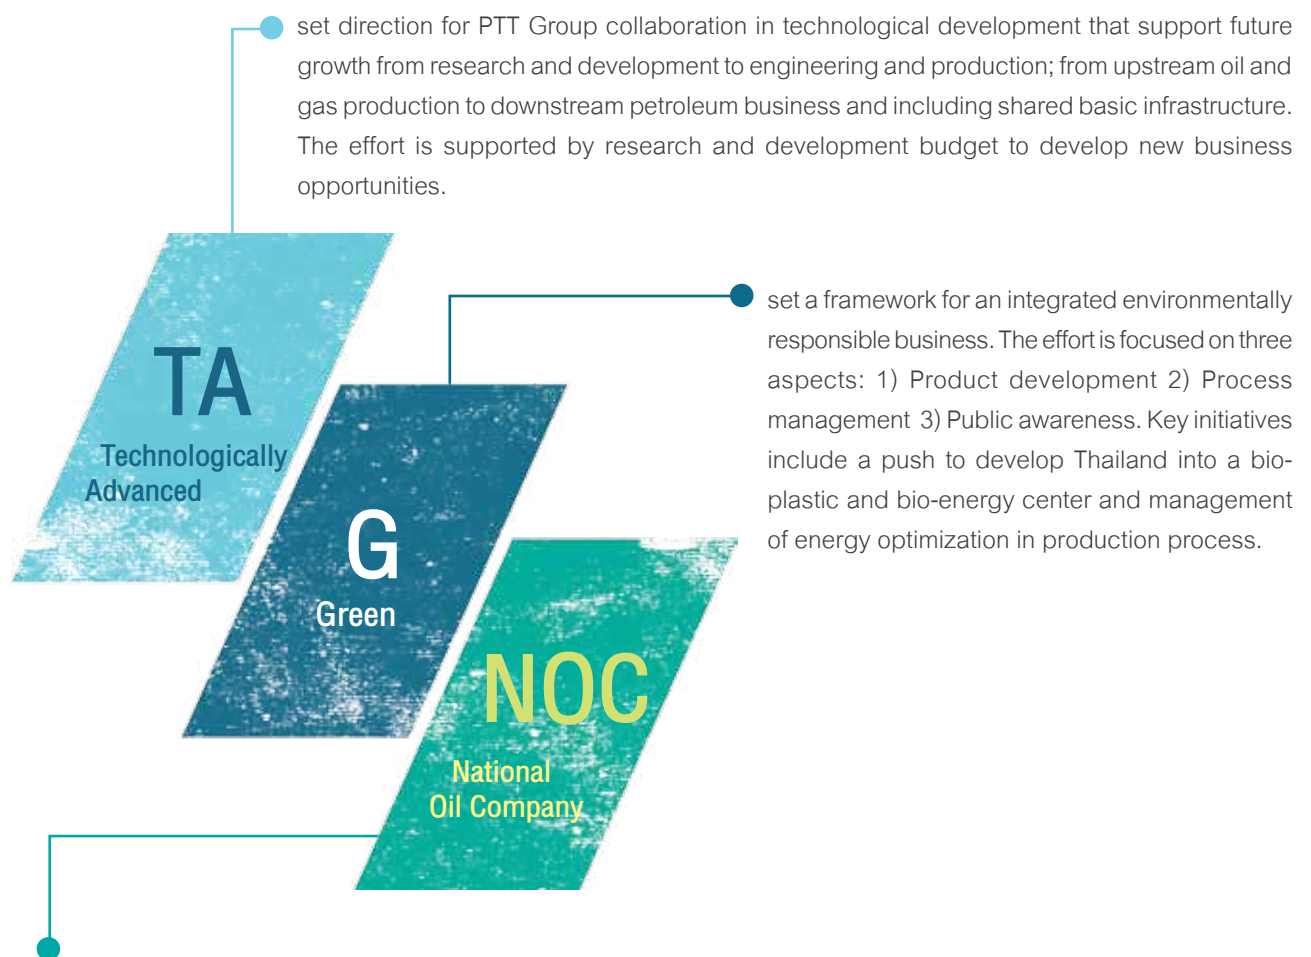 set direction for PTT Group collaboration in technological development that support future
growth from research and development to engineering and production; from upstream oil and
gas production to downstream petroleum business and including shared basic infrastructure.
The effort is supported by research and development budget to develop new business
opportunities.
TA
Technologically
Advanced
set a framework for an integrated environmentally
responsible business. The effort is focused on three
aspects: 1) Product development 2) Process
management 3) Public awareness. Key initiatives
include a push to develop Thailand into a bio-
plastic and bio-energy center and management
of energy optimization in production process.
G
Green
NOC
National
Oil Company